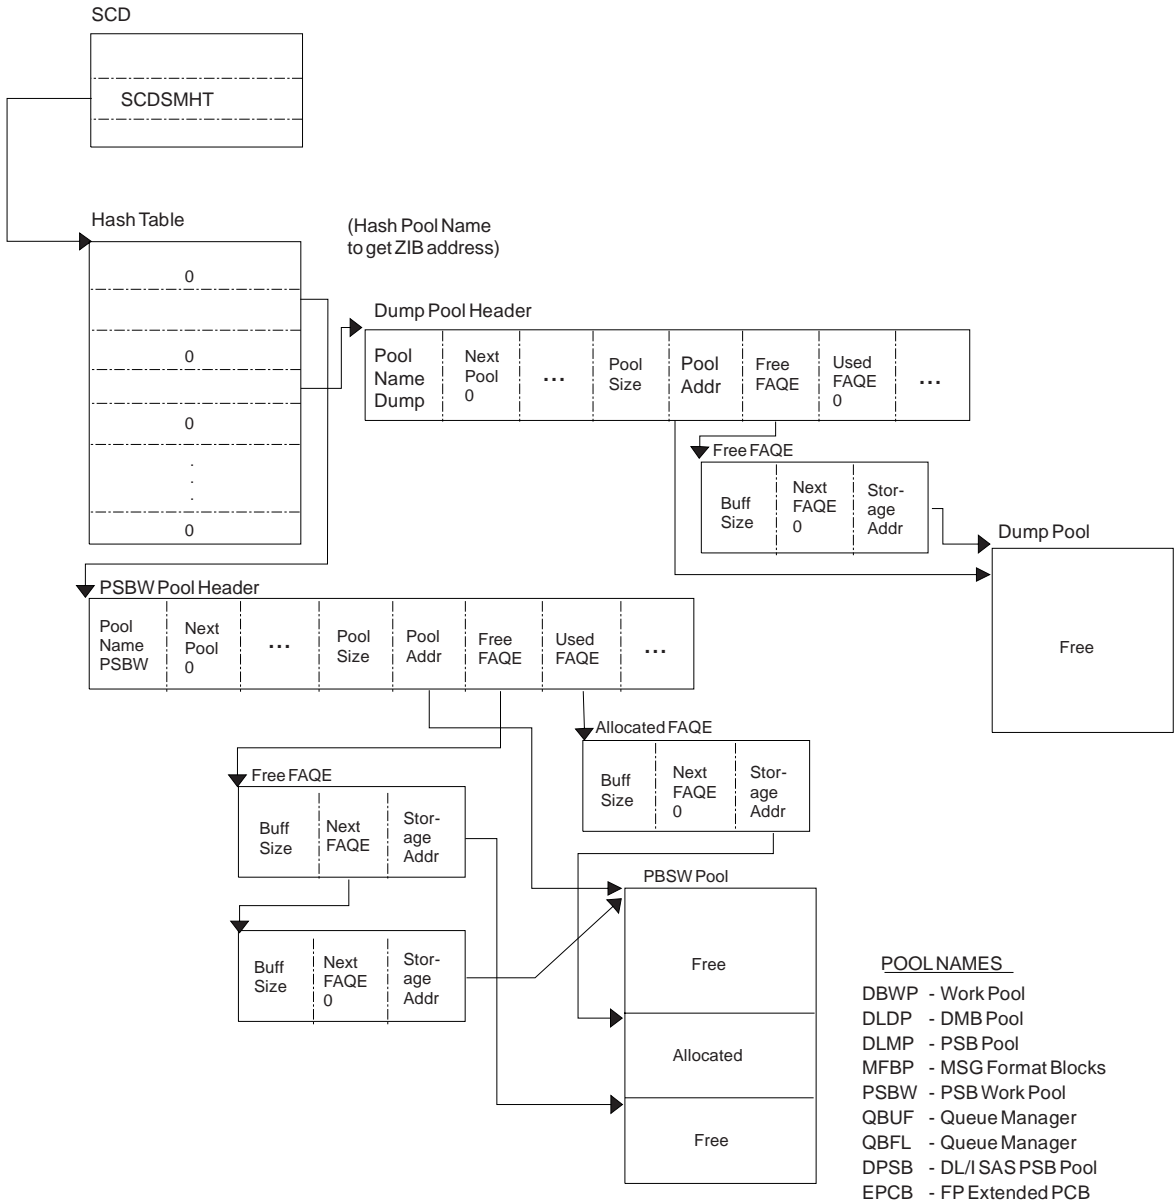 SCD
SCDSMHT
Hash Table
0
0
0
.
.
.
0
(Hash Pool Name
to get ZIB address)
Dump Pool Header
Pool
Name
Dump
Next
Pool
0
...
Pool
Size
Pool
Addr
Free
FAQE
Used
FAQE
0
...
Free FAQE
Buff
Size
Next
FAQE
0
Stor-
age
Addr
Dump Pool
Free
PSBW Pool Header
Pool
Name
PSBW
Next
Pool
0
...
Pool
Size
Pool
Addr
Free
FAQE
Used
FAQE
...
Allocated FAQE
Buff
Size
Next
FAQE
0
Stor-
age
Addr
Free FAQE
Buff
Size
Next
FAQE
Stor-
age
Addr
Buff
Size
Next
FAQE
0
Stor-
age
Addr
PBSW Pool
Free
Allocated
Free
POOL NAMES
DBWP - Work Pool
DLDP - DMB Pool
DLMP - PSB Pool
MFBP - MSG Format Blocks
PSBW - PSB Work Pool
QBUF - Queue Manager
QBFL - Queue Manager
DPSB - DL/I SAS PSB Pool
EPCB - FP Extended PCB